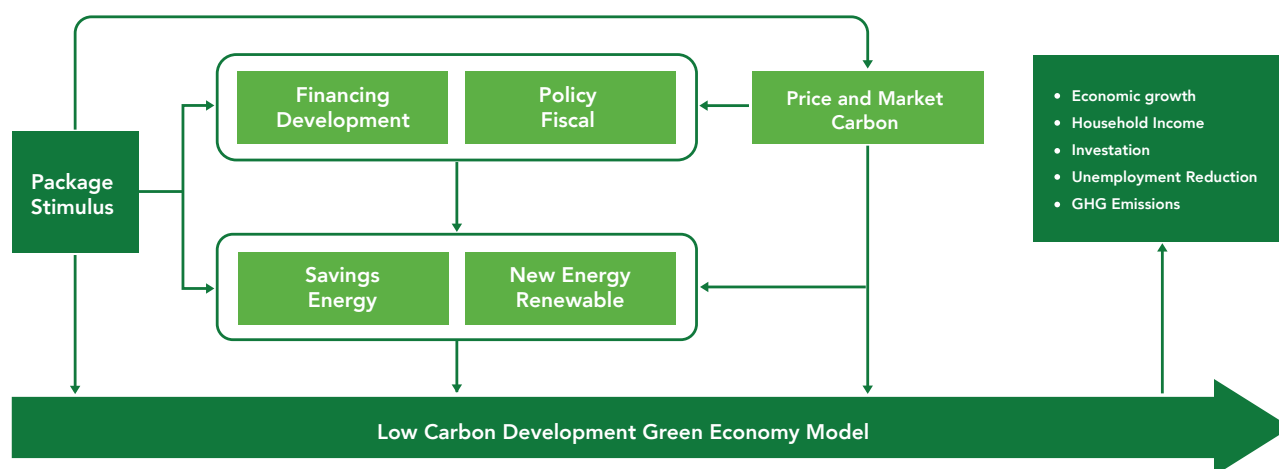 Financing
Development
Policy
Fiscal
Price and Market
Carbon
Package
Stimulus
Savings
Energy
New Energy
Renewable
• Economic growth
• Household Income
• Investation
• Unemployment Reduction
• GHG Emissions
Low Carbon Development Green Economy Model